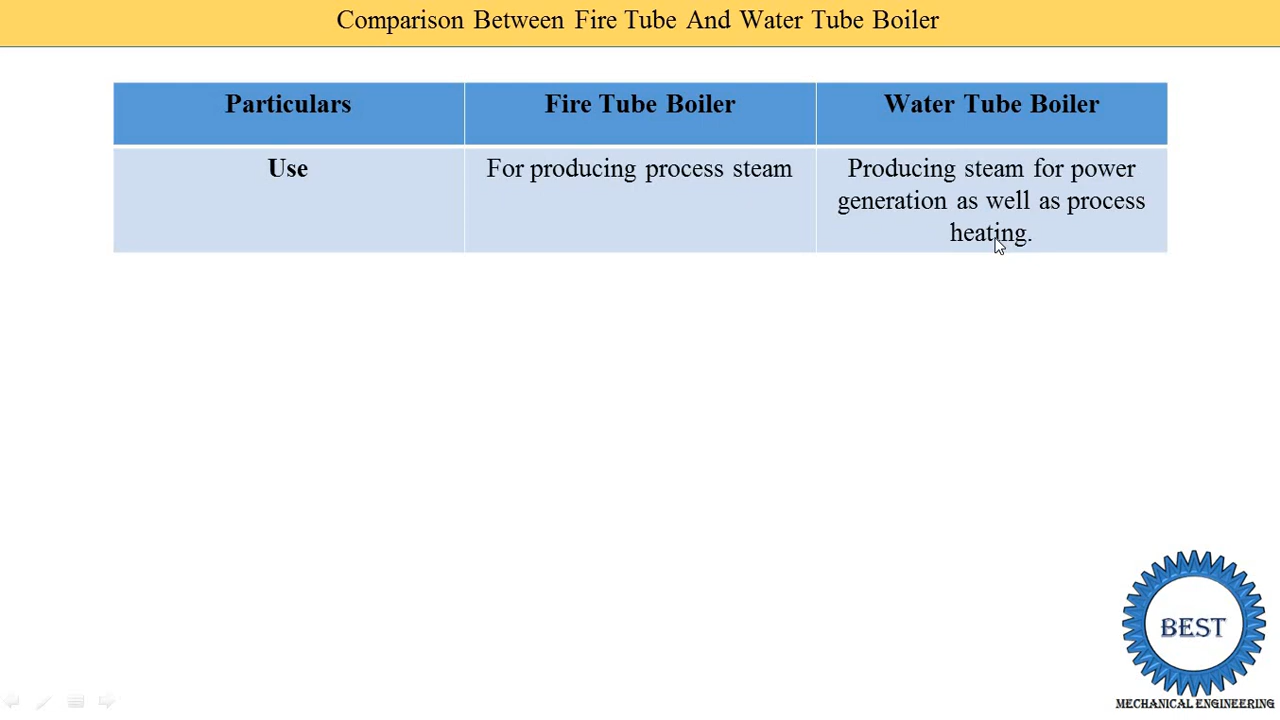 Comparison Between Fire Tube And Water Tube Boiler
Particulars
Fire Tube Boiler
Water Tube Boiler
Use
For producing process steam
Producing steam for power
generation as well as process
heating.
BEST
MECHANICAL ENGINEERING